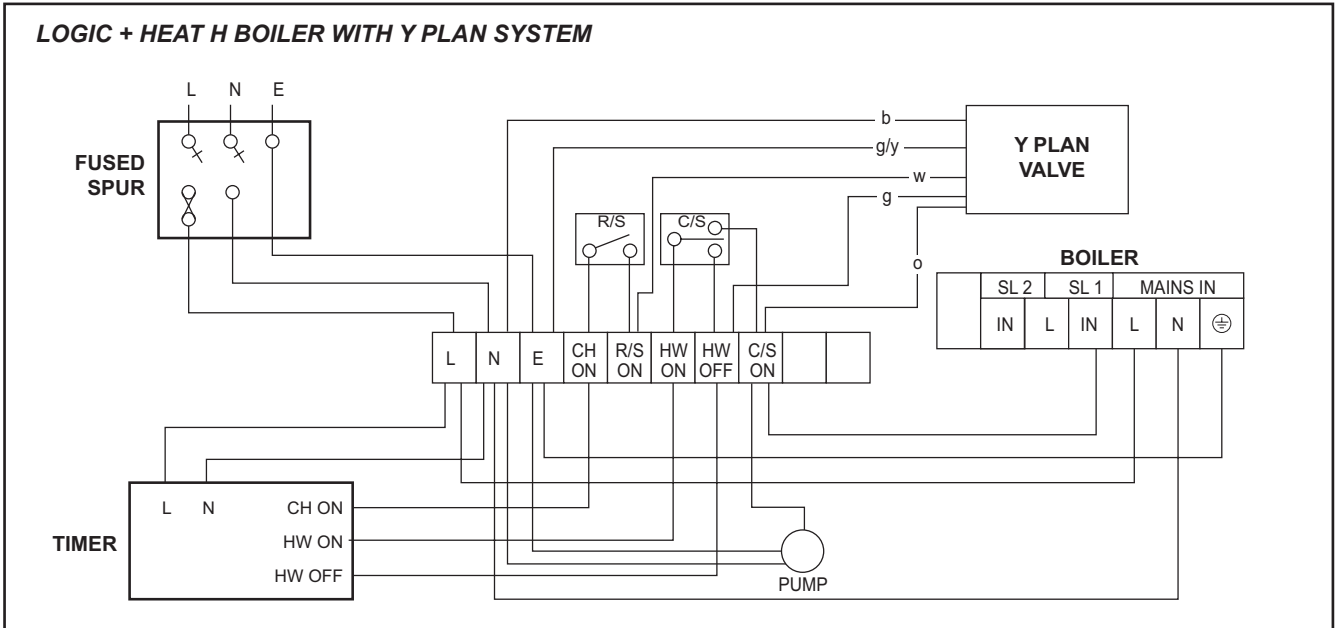 LOGIC + HEAT H BOILER WITH Y PLAN SYSTEM
L N E
FUSED
SPUR
b
g/y
w
g
o
Y PLAN
VALVE
R/S
C/S
BOILER
SL 2 SL 1 MAINS IN
IN L IN L N
L N E CH ON R/S ON HW ON HW OFF C/S ON
TIMER
L N CH ON
HW ON
HW OFF
PUMP